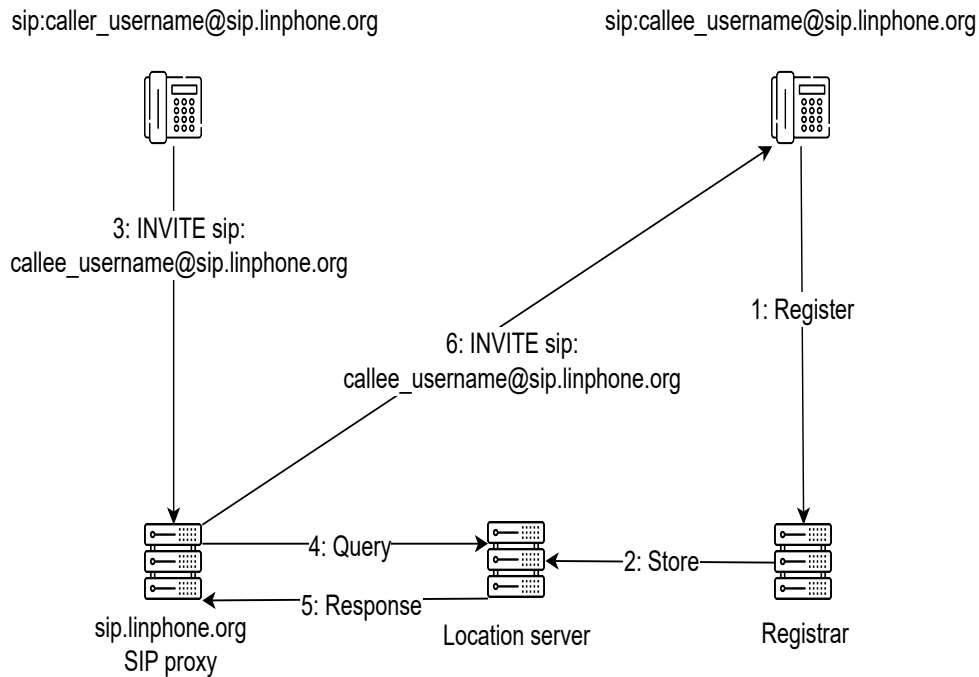 sip:caller_username@sip.linphone.org
sip:callee_username@sip.linphone.org
3: INVITE sip:
callee_username@sip.linphone.org
1: Register
6: INVITE sip:
callee_username@sip.linphone.org
4: Query
2: Store
5: Response
sip.linphone.org
SIP proxy
Location server
Registrar